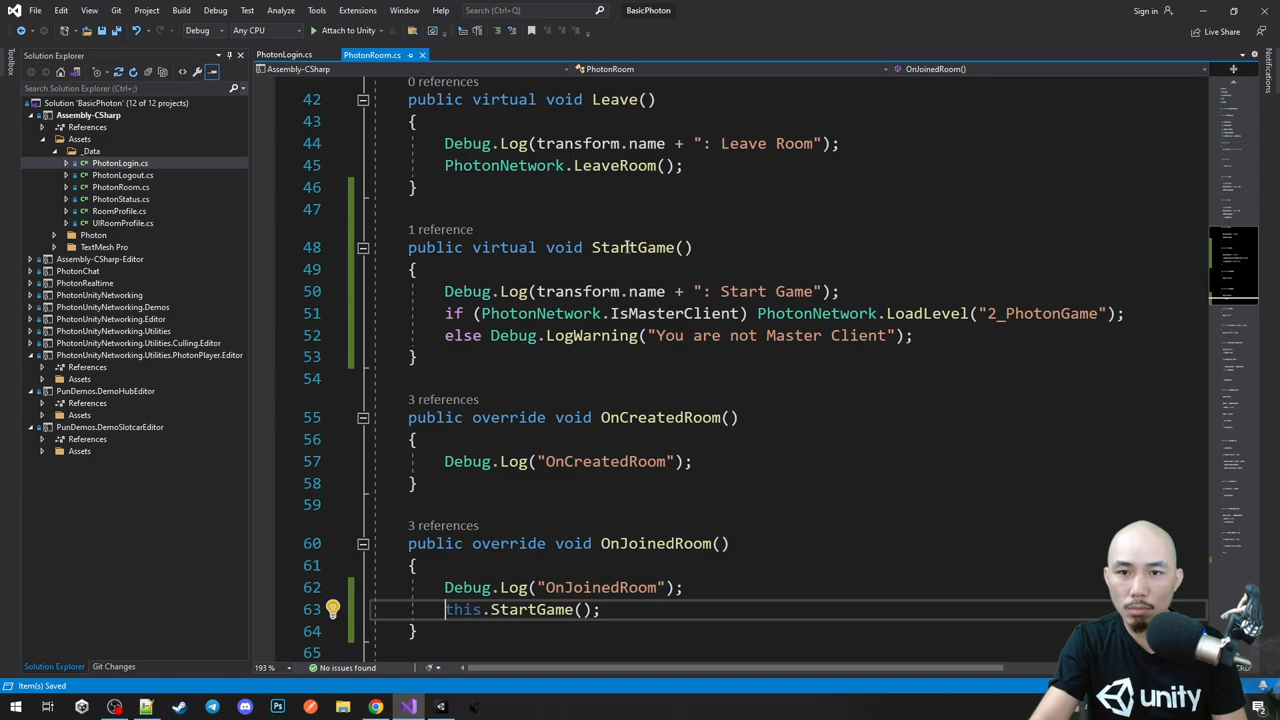 File Edit View Git Project Build Debug Test Analyze Tools Extensions Window Help Search (Ctrl+Q) BasicPhoton Sign in
Debug Any CPU Attach to Unity Live Share
Toolbox
Notifications
Solution Explorer
Search Solution Explorer (Ctrl+;)
Solution 'BasicPhoton' (12 of 12 projects)
Assembly-CSharp
References
Assets
_Data
PhotonLogin.cs
PhotonLogout.cs
PhotonRoom.cs
PhotonStatus.cs
RoomProfile.cs
UIRoomProfile.cs
Photon
TextMesh Pro
Assembly-CSharp-Editor
PhotonChat
PhotonRealtime
PhotonUnityNetworking
PhotonUnityNetworking.Demos
PhotonUnityNetworking.Editor
PhotonUnityNetworking.Utilities
PhotonUnityNetworking.Utilities.Culling.Editor
PhotonUnityNetworking.Utilities.PhotonPlayer.Editor
References
Assets
PunDemos.DemoHubEditor
References
Assets
PunDemos.DemoSlotcarEditor
References
Assets
Solution Explorer Git Changes
PhotonLogin.cs PhotonRoom.cs
Assembly-CSharp PhotonRoom OnJoinedRoom()
0 references
42 public virtual void Leave()
43 {
44 Debug.Log(transform.name + ": Leave Room");
45 PhotonNetwork.LeaveRoom();
46 }
47
1 reference
48 public virtual void StartGame()
49 {
50 Debug.Log(transform.name + ": Start Game");
51 if (PhotonNetwork.IsMasterClient) PhotonNetwork.LoadLevel("2_PhotonGame");
52 else Debug.LogWarning("You are not Master Client");
53 }
54
3 references
55 public override void OnCreatedRoom()
56 {
57 Debug.Log("OnCreatedRoom");
58 }
59
3 references
60 public override void OnJoinedRoom()
61 {
62 Debug.Log("OnJoinedRoom");
63 this.StartGame();
64 }
65
193 % No issues found
Item(s) Saved
unity